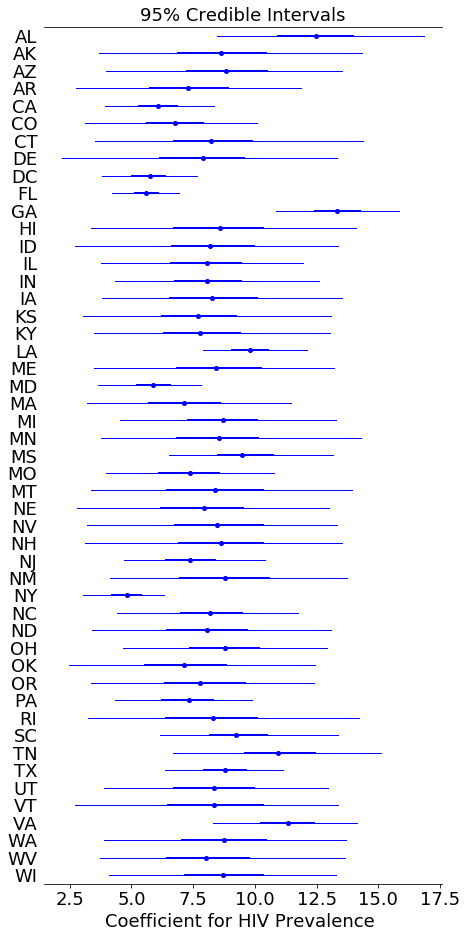 95% Credible Intervals
AL
AK
AZ
AR
CA
CO
CT
DE
DC
FL
GA
HI
ID
IL
IN
IA
KS
KY
LA
ME
MD
MA
MI
MN
MS
MO
MT
NE
NV
NH
NJ
NM
NY
NC
ND
OH
OK
OR
PA
RI
SC
TN
TX
UT
VT
VA
WA
WV
WI
2.5 5.0 7.5 10.0 12.5 15.0 17.5
Coefficient for HIV Prevalence